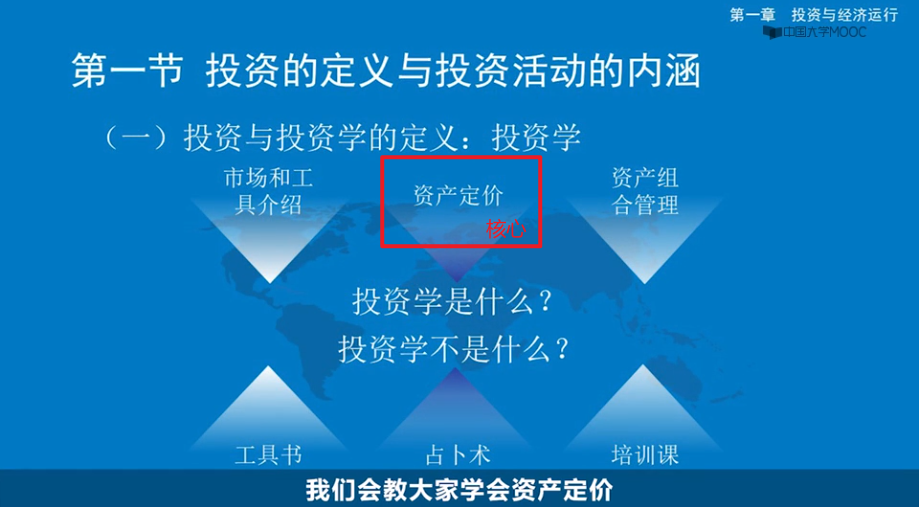 第一章 投资与经济运行
中国大学MOOC
第一节 投资的定义与投资活动的内涵
（一）投资与投资学的定义：投资学
市场和工
具介绍
资产定价
核心
资产组
合管理
投资学是什么？
投资学不是什么？
工具书
占卜术
培训课
我们会教大家学会资产定价